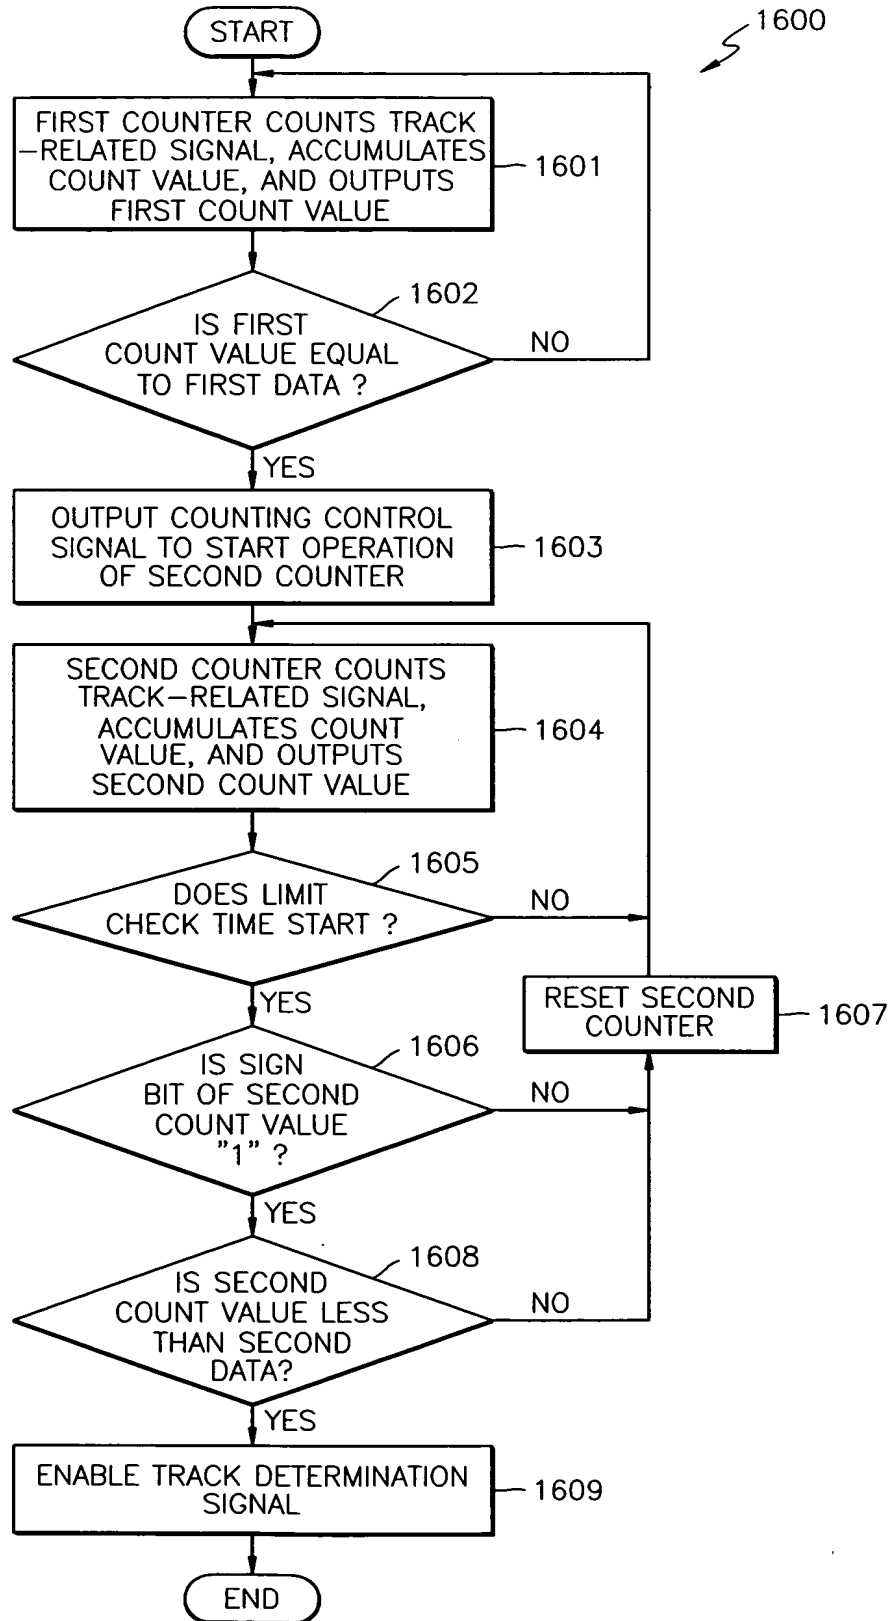 1600
START
FIRST COUNTER COUNTS TRACK
-RELATED SIGNAL, ACCUMULATES
COUNT VALUE, AND OUTPUTS
FIRST COUNT VALUE
1601
1602
IS FIRST
COUNT VALUE EQUAL
TO FIRST DATA ?
NO
YES
OUTPUT COUNTING CONTROL
SIGNAL TO START OPERATION
OF SECOND COUNTER
1603
SECOND COUNTER COUNTS
TRACK-RELATED SIGNAL,
ACCUMULATES COUNT
VALUE, AND OUTPUTS
SECOND COUNT VALUE
1604
1605
DOES LIMIT
CHECK TIME START ?
NO
YES
RESET SECOND
COUNTER
1607
1606
IS SIGN
BIT OF SECOND
COUNT VALUE
"1" ?
NO
YES
1608
IS SECOND
COUNT VALUE LESS
THAN SECOND
DATA?
NO
YES
ENABLE TRACK DETERMINATION
SIGNAL
1609
END